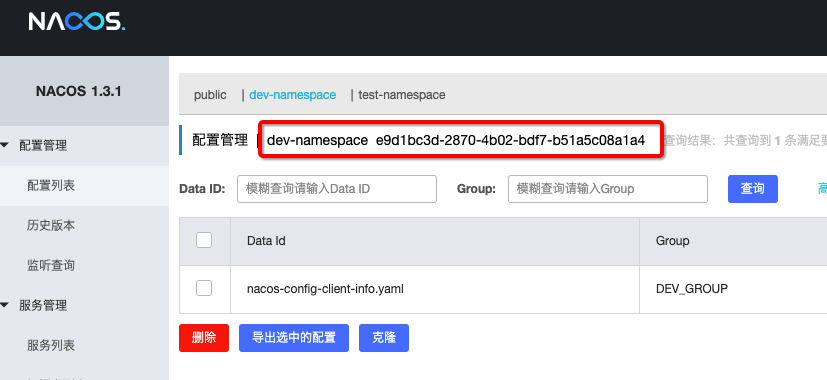 NACOS.
NACOS 1.3.1
public | dev-namespace | test-namespace
配置管理
配置管理 | dev-namespace e9d1bc3d-2870-4b02-bdf7-b51a5c08a1a4 查询结果：共查询到 1 条满足要
配置列表
Data ID: 模糊查询请输入Data ID Group: 模糊查询请输入Group 查询 高
历史版本
Data Id Group
监听查询
nacos-config-client-info.yaml DEV_GROUP
服务管理
删除 导出选中的配置 克隆
服务列表